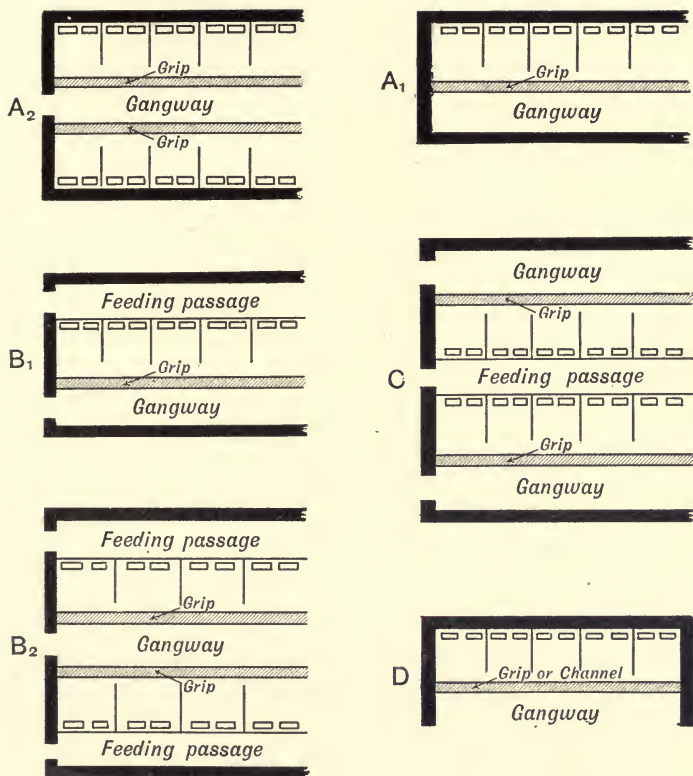 Grip
Gangway
A2
Grip
Grip
A1
Gangway
Feeding passage
B1
Grip
Gangway
Gangway
Grip
C
Feeding passage
Grip
Gangway
Feeding passage
Grip
Gangway
B2
Grip
Feeding passage
D
Grip or Channel
Gangway